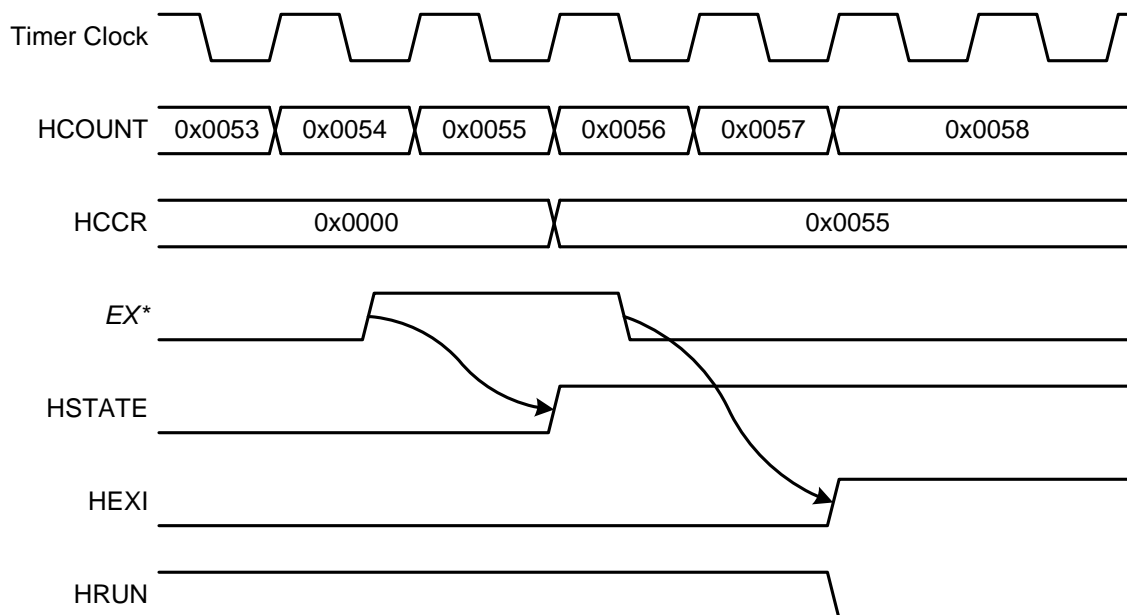 Timer Clock
HCOUNT 0x0053 0x0054 0x0055 0x0056 0x0057 0x0058
HCCR 0x0000 0x0055
EX*
HSTATE
HEXI
HRUN